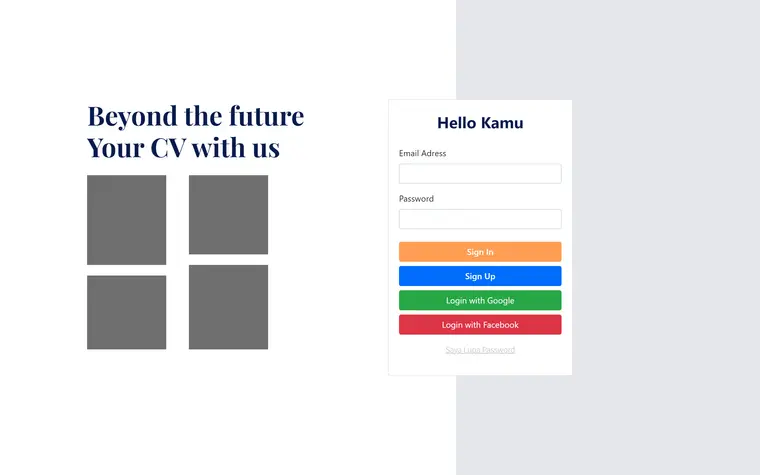 Beyond the future
Your CV with us
Hello Kamu
Email Adress
Password
Sign In
Sign Up
Login with Google
Login with Facebook
Saya Lupa Password